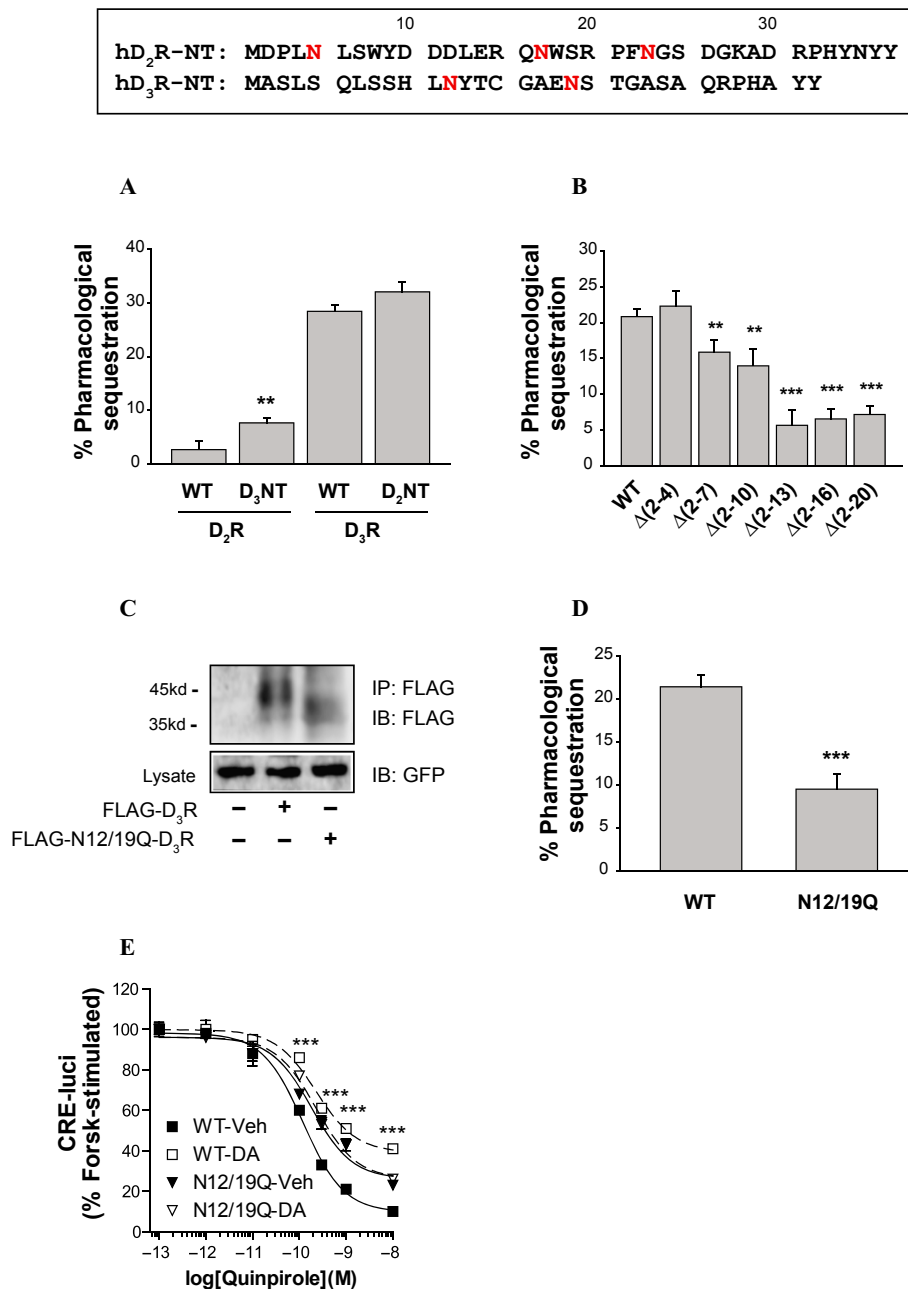 10 20 30
hD₂R-NT: MDPLN LSWYD DDLER QNWSR PFNGS DGKAD RPHYNYY
hD₃R-NT: MASLS QLSSH LNYTC GAENS TGASA QRPHA YY
A
% Pharmacological
sequestration
40
30
20
10
0
**
WT D₃NT WT D₂NT
D₂R D₃R
B
% Pharmacological
sequestration
30
25
20
15
10
5
0
** ** *** *** ***
WT Δ(2-4) Δ(2-7) Δ(2-10) Δ(2-13) Δ(2-16) Δ(2-20)
C
45kd -
35kd -
IP: FLAG
IB: FLAG
Lysate
IB: GFP
FLAG-D₃R − + −
FLAG-N12/19Q-D₃R − − +
D
% Pharmacological
sequestration
25
20
15
10
5
0
***
WT N12/19Q
E
CRE-luci
(% Forsk-stimulated)
120
100
80
60
40
20
0
*** *** *** ***
WT-Veh
WT-DA
N12/19Q-Veh
N12/19Q-DA
−13 −12 −11 −10 −9 −8
log[Quinpirole](M)